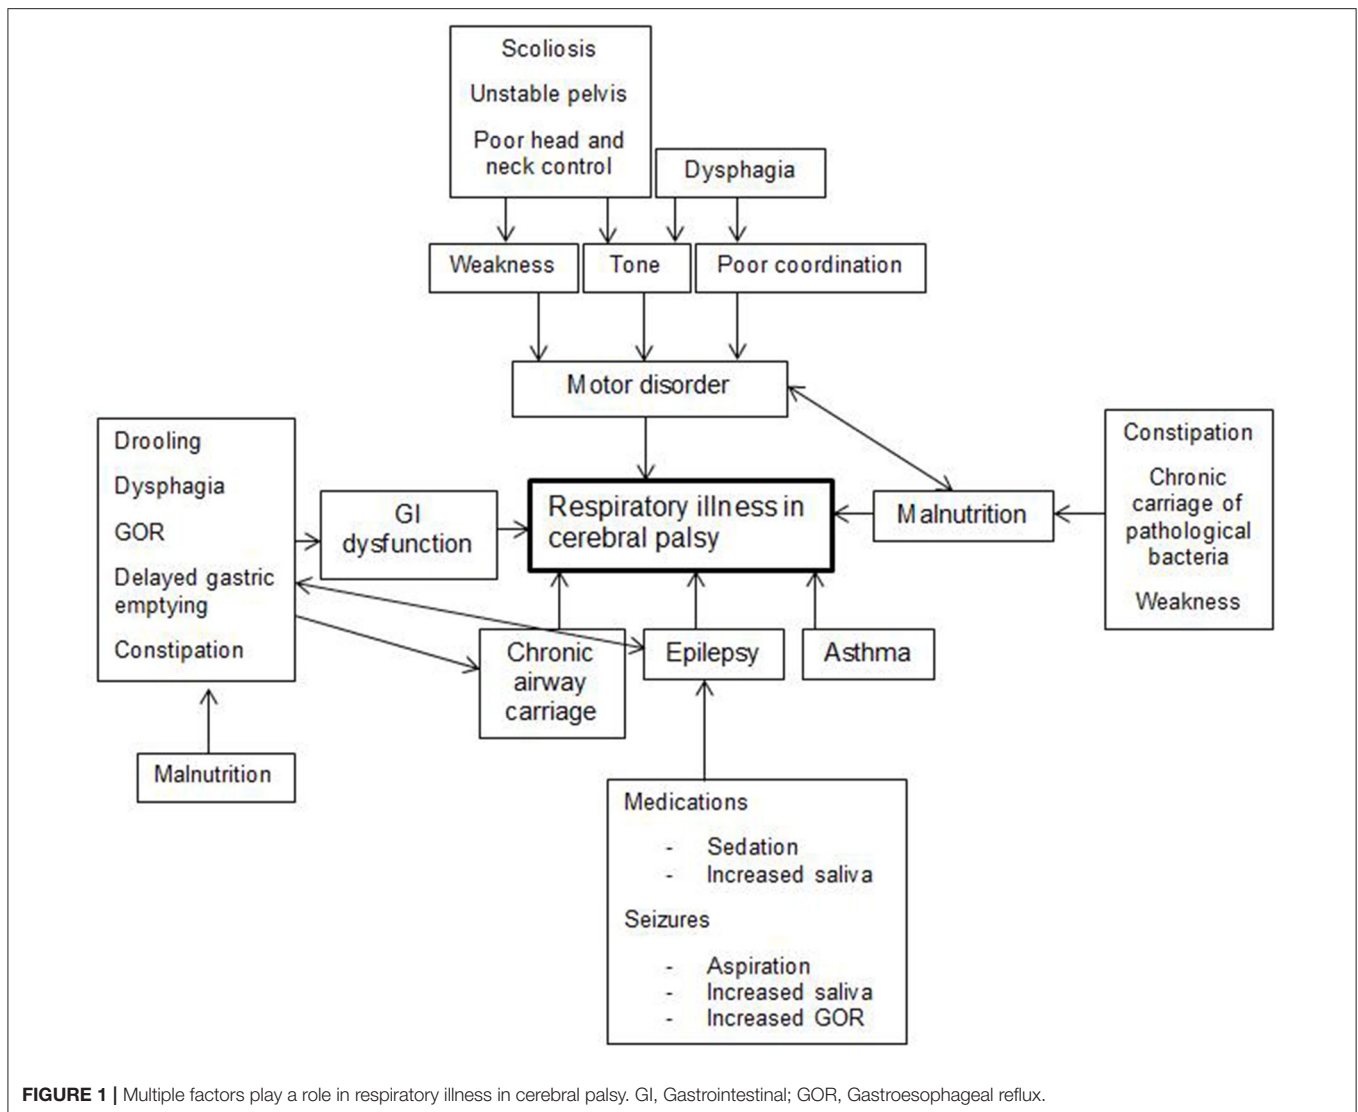 Scoliosis
Unstable pelvis
Poor head and
neck control
Dysphagia
Weakness
Tone
Poor coordination
Motor disorder
Drooling
Dysphagia
GOR
Delayed gastric
emptying
Constipation
GI
dysfunction
Respiratory illness in
cerebral palsy
Malnutrition
Constipation
Chronic
carriage of
pathological
bacteria
Weakness
Chronic
airway
carriage
Epilepsy
Asthma
Malnutrition
Medications
- Sedation
- Increased saliva
Seizures
- Aspiration
- Increased saliva
- Increased GOR
FIGURE 1 | Multiple factors play a role in respiratory illness in cerebral palsy. GI, Gastrointestinal; GOR, Gastroesophageal reflux.